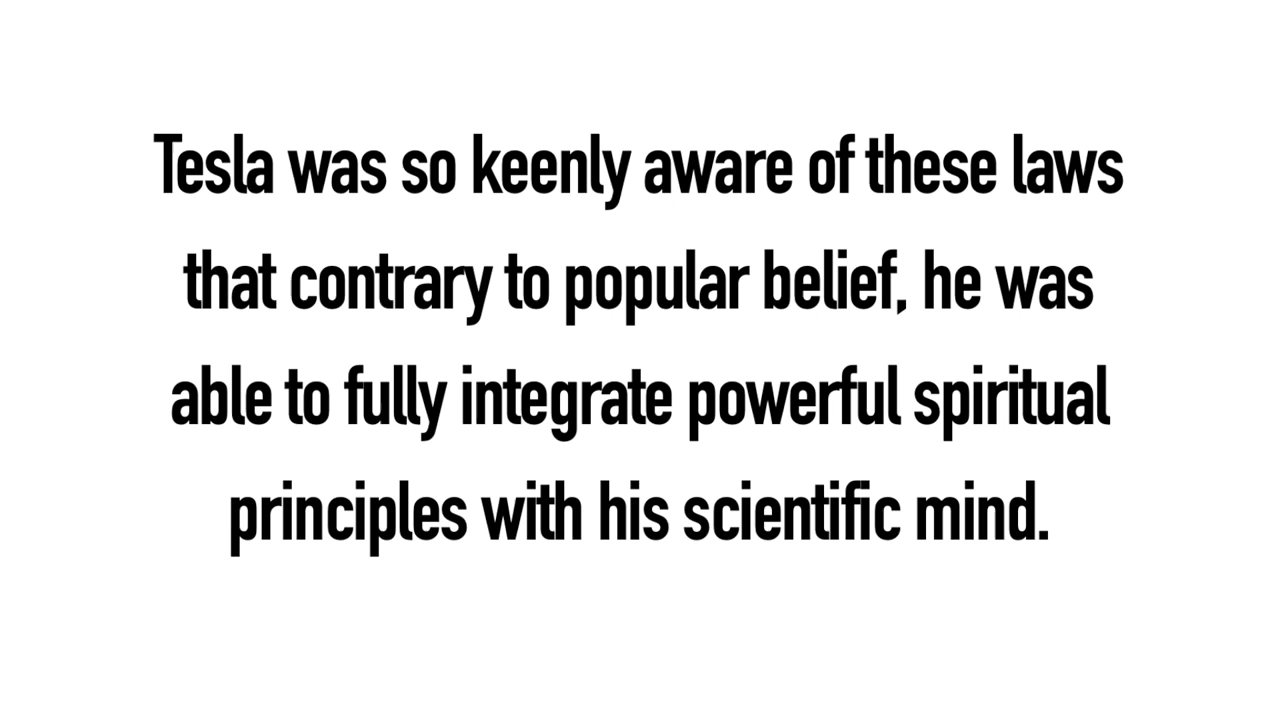 Tesla was so keenly aware of these laws
that contrary to popular belief, he was
able to fully integrate powerful spiritual
principles with his scientific mind.